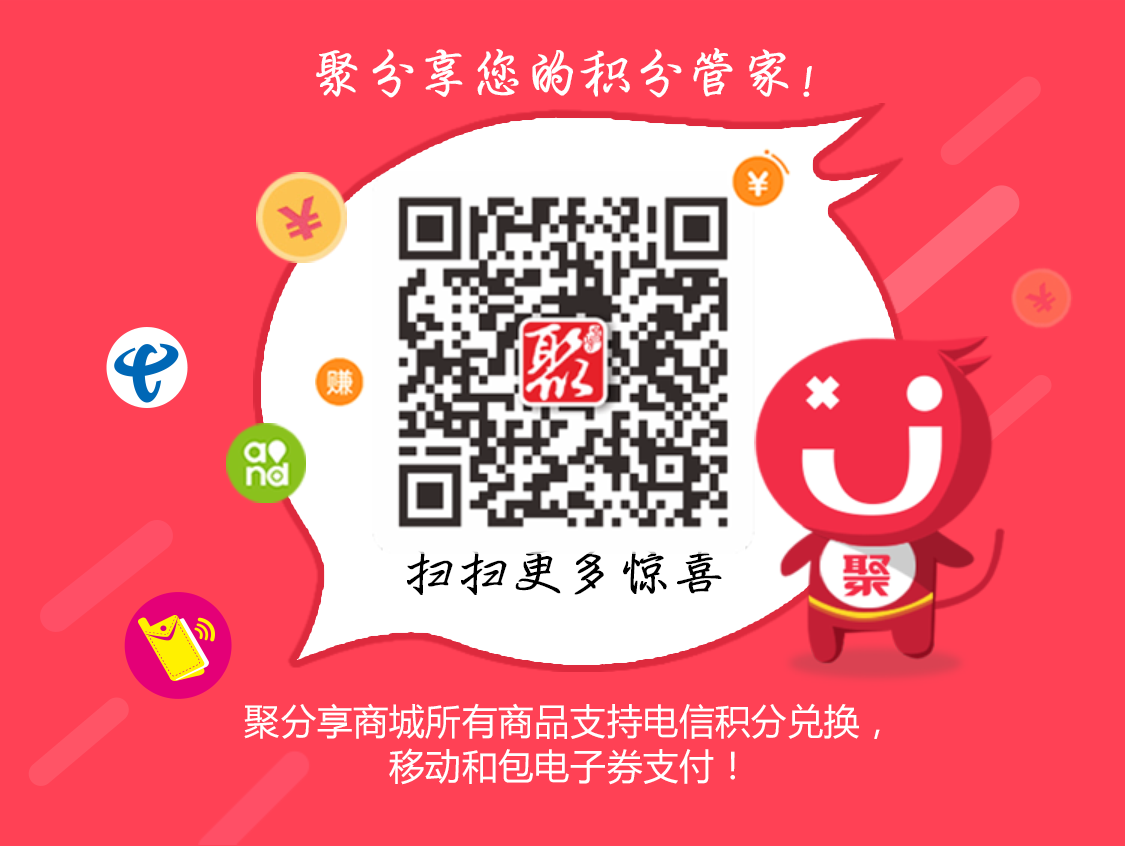 聚分享您的积分管家!
¥
¥
¥
聚
赚
and
扫扫更多惊喜
聚
聚分享商城所有商品支持电信积分兑换，
移动和包电子券支付！